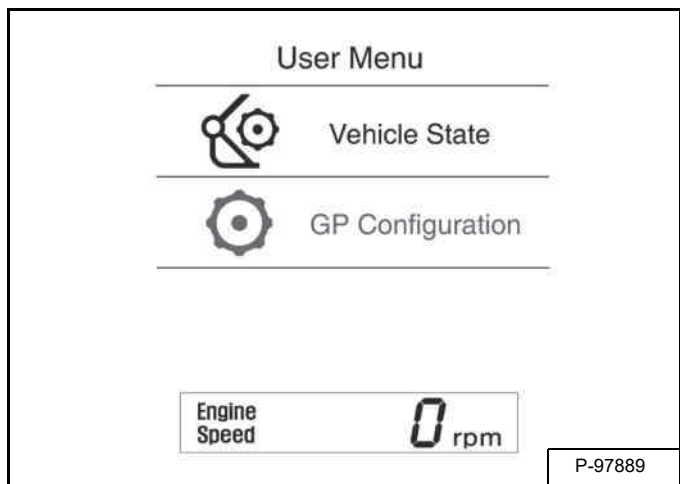 User Menu
Vehicle State
GP Configuration
Engine
Speed
0 rpm
P-97889